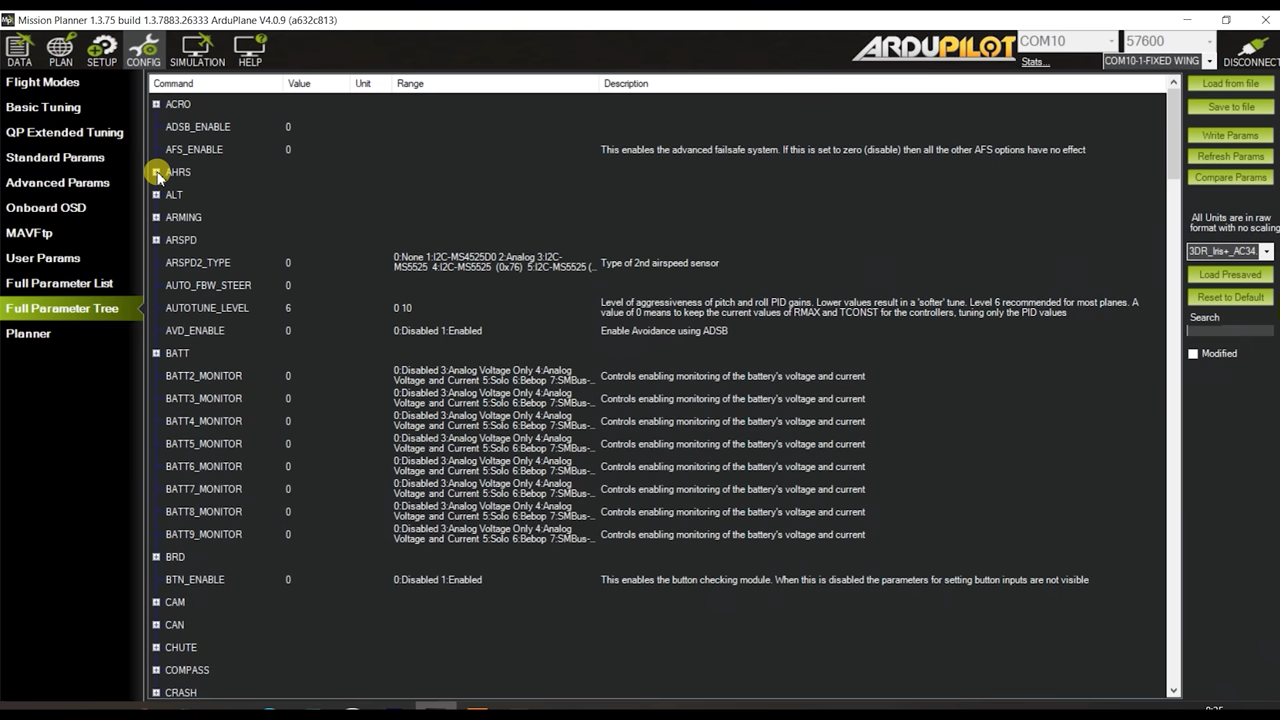 Mission Planner 1.3.75 build 1.3.7883.26333 ArduPlane V4.0.9 (a632c813)
DATA PLAN SETUP CONFIG SIMULATION HELP
ARDUPILOT
COM10 57600
Stats... COM10-1-FIXED WING DISCONNECT
Flight Modes
Basic Tuning
QP Extended Tuning
Standard Params
Advanced Params
Onboard OSD
MAVFtp
User Params
Full Parameter List
Full Parameter Tree
Planner
Command Value Unit Range Description
ACRO
ADSB_ENABLE 0
AFS_ENABLE 0 This enables the advanced failsafe system. If this is set to zero (disable) then all the other AFS options have no effect
AHRS
ALT
ARMING
ARSPD
ARSPD2_TYPE 0 0:None 1:I2C-MS4525D0 2:Analog 3:I2C-
MS5525 4:I2C-MS5525 (0x76) 5:I2C-MS5525 (... Type of 2nd airspeed sensor
AUTO_FBW_STEER 0
AUTOTUNE_LEVEL 6 0 10 Level of aggressiveness of pitch and roll PID gains. Lower values result in a 'softer' tune. Level 6 recommended for most planes. A
value of 0 means to keep the current values of RMAX and TCONST for the controllers, tuning only the PID values
AVD_ENABLE 0 0:Disabled 1:Enabled Enable Avoidance using ADSB
BATT
BATT2_MONITOR 0 0:Disabled 3:Analog Voltage Only 4:Analog
Voltage and Current 5:Solo 6:Bebop 7:SMBus-... Controls enabling monitoring of the battery's voltage and current
BATT3_MONITOR 0 0:Disabled 3:Analog Voltage Only 4:Analog
Voltage and Current 5:Solo 6:Bebop 7:SMBus-... Controls enabling monitoring of the battery's voltage and current
BATT4_MONITOR 0 0:Disabled 3:Analog Voltage Only 4:Analog
Voltage and Current 5:Solo 6:Bebop 7:SMBus-... Controls enabling monitoring of the battery's voltage and current
BATT5_MONITOR 0 0:Disabled 3:Analog Voltage Only 4:Analog
Voltage and Current 5:Solo 6:Bebop 7:SMBus-... Controls enabling monitoring of the battery's voltage and current
BATT6_MONITOR 0 0:Disabled 3:Analog Voltage Only 4:Analog
Voltage and Current 5:Solo 6:Bebop 7:SMBus-... Controls enabling monitoring of the battery's voltage and current
BATT7_MONITOR 0 0:Disabled 3:Analog Voltage Only 4:Analog
Voltage and Current 5:Solo 6:Bebop 7:SMBus-... Controls enabling monitoring of the battery's voltage and current
BATT8_MONITOR 0 0:Disabled 3:Analog Voltage Only 4:Analog
Voltage and Current 5:Solo 6:Bebop 7:SMBus-... Controls enabling monitoring of the battery's voltage and current
BATT9_MONITOR 0 0:Disabled 3:Analog Voltage Only 4:Analog
Voltage and Current 5:Solo 6:Bebop 7:SMBus-... Controls enabling monitoring of the battery's voltage and current
BRD
BTN_ENABLE 0 0:Disabled 1:Enabled This enables the button checking module. When this is disabled the parameters for setting button inputs are not visible
CAM
CAN
CHUTE
COMPASS
CRASH
Load from file
Save to file
Write Params
Refresh Params
Compare Params
All Units are in raw
format with no scaling
3DR_Iris+_AC34.
Load Presaved
Reset to Default
Search
Modified